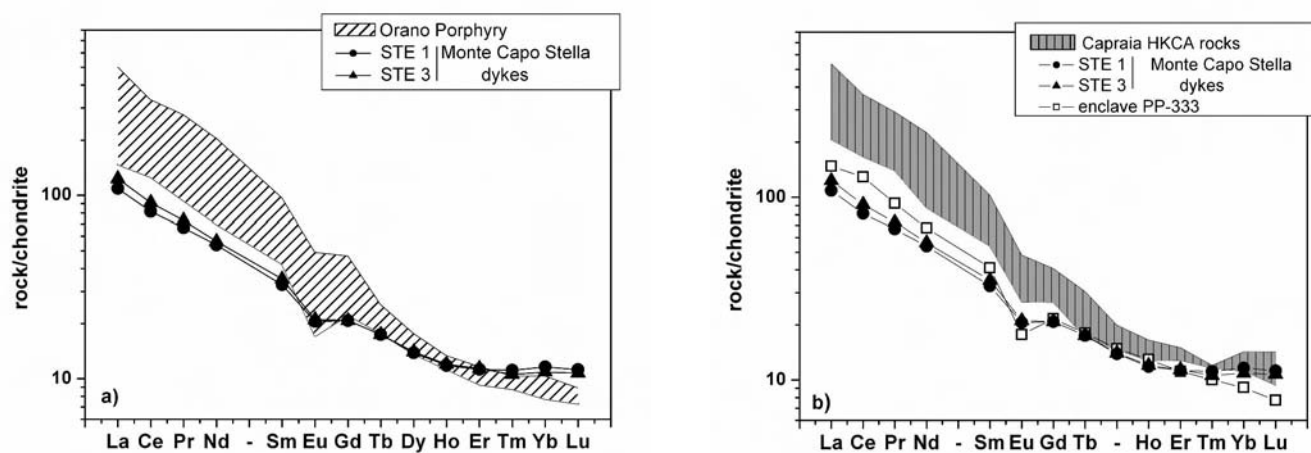 Orano Porphyry
STE 1 Monte Capo Stella
STE 3 dykes
rock/chondrite
100
10
a)
La Ce Pr Nd - Sm Eu Gd Tb Dy Ho Er Tm Yb Lu
Capraia HKCA rocks
STE 1 Monte Capo Stella
STE 3 dykes
enclave PP-333
rock/chondrite
100
10
b)
La Ce Pr Nd - Sm Eu Gd Tb - Ho Er Tm Yb Lu